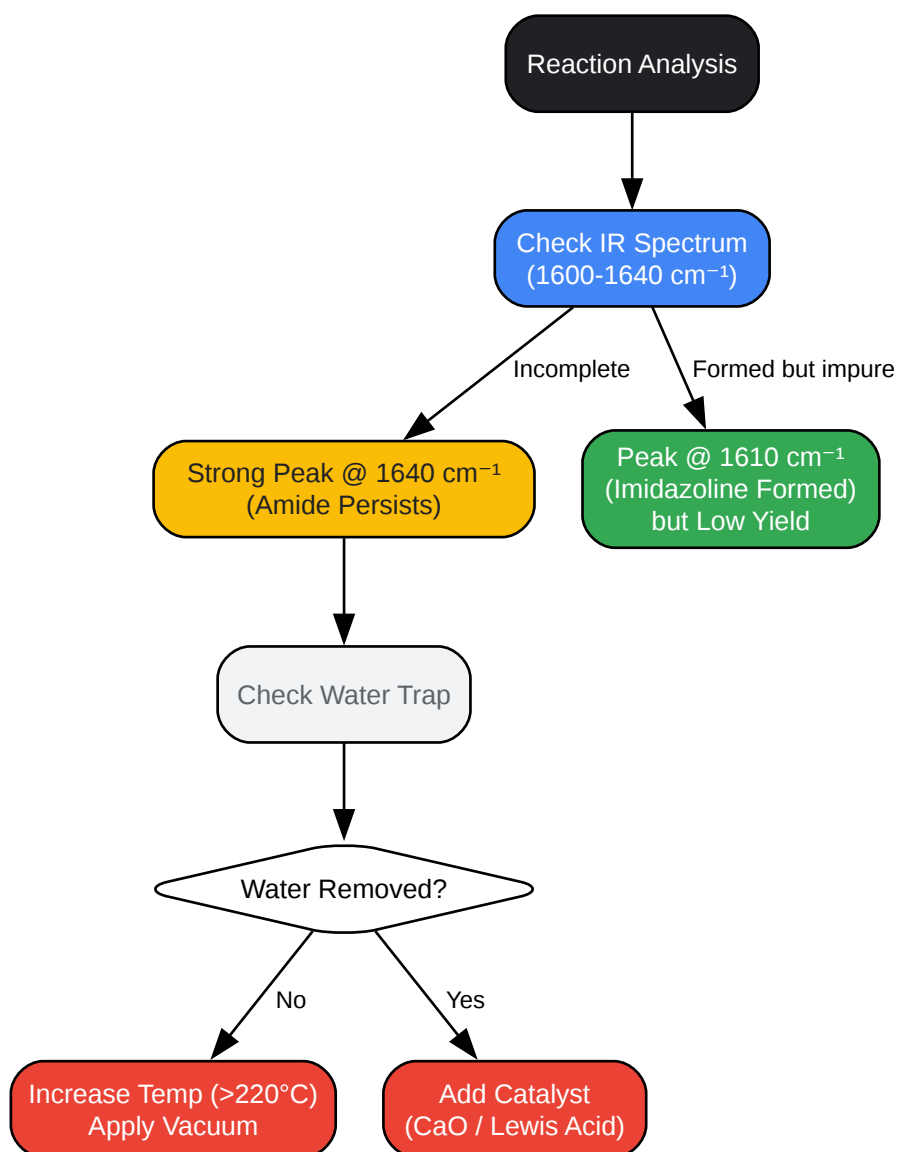 Reaction Analysis
Check IR Spectrum
(1600-1640 cm⁻¹)
Incomplete
Formed but impure
Strong Peak @ 1640 cm⁻¹
(Amide Persists)
Peak @ 1610 cm⁻¹
(Imidazoline Formed)
but Low Yield
Check Water Trap
Water Removed?
No
Yes
Increase Temp (>220°C)
Apply Vacuum
Add Catalyst
(CaO / Lewis Acid)